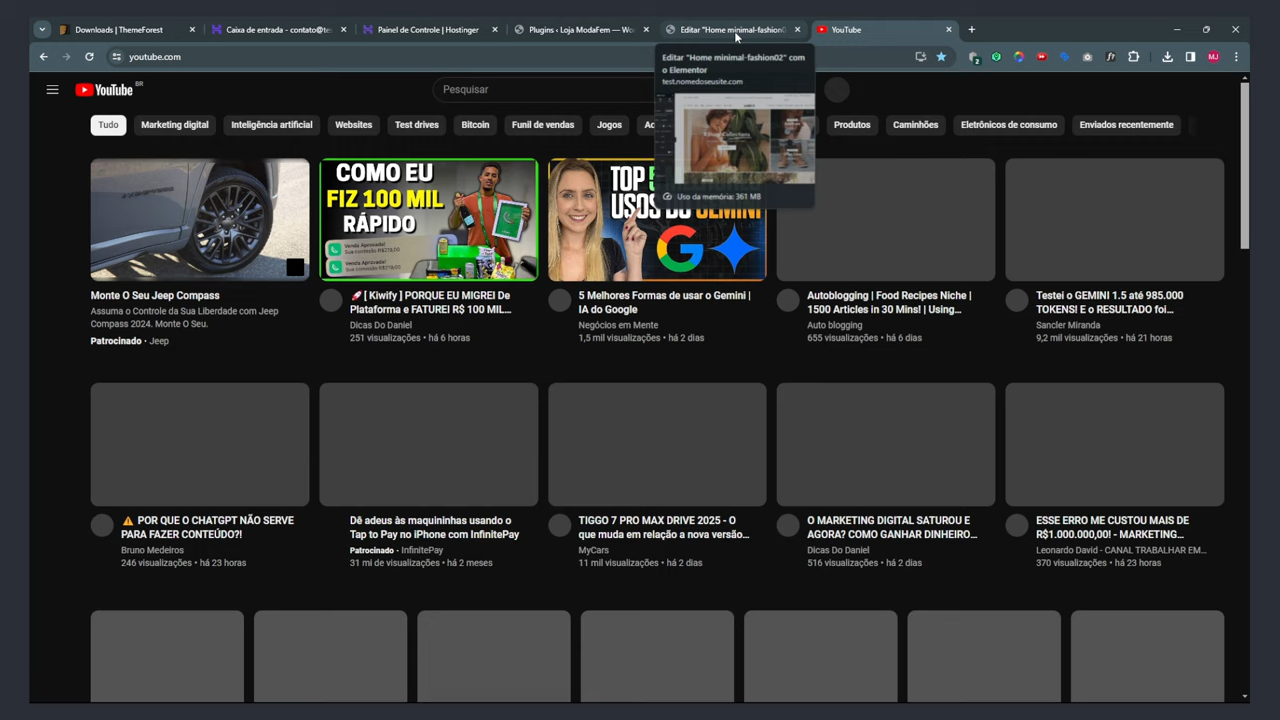 Downloads | ThemeForest
Caixa de entrada - contato@te
Painel de Controle | Hostinger
Plugins ‹ Loja ModaFem — Wo
Editar "Home minimal-fashion0
YouTube
youtube.com
Editar "Home minimal-fashion02" com
o Elementor
test.nomedoseusite.com
Uso da memória: 361 MB
YouTube BR
Pesquisar
Tudo
Marketing digital
Inteligência artificial
Websites
Test drives
Bitcoin
Funil de vendas
Jogos
Produtos
Caminhões
Eletrônicos de consumo
Enviados recentemente
COMO EU
FIZ 100 MIL
RÁPIDO
Venda Aprovada!
Venda Aprovada!
TOP 5
USOS DO GEMINI
Monte O Seu Jeep Compass
Assuma o Controle da Sua Liberdade com Jeep
Compass 2024. Monte O Seu.
Patrocinado · Jeep
🚀[ Kiwify ] PORQUE EU MIGREI De
Plataforma e FATUREI R$ 100 MIL...
Dicas Do Daniel
251 visualizações • há 6 horas
5 Melhores Formas de usar o Gemini |
IA do Google
Negócios em Mente
1,5 mil visualizações • há 2 dias
Autoblogging | Food Recipes Niche |
1500 Articles in 30 Mins! | Using...
Auto blogging
655 visualizações • há 6 dias
Testei o GEMINI 1.5 até 985.000
TOKENS! E o RESULTADO foi...
Sancler Miranda
9,2 mil visualizações • há 21 horas
⚠️ POR QUE O CHATGPT NÃO SERVE
PARA FAZER CONTEÚDO?!
Bruno Medeiros
246 visualizações • há 23 horas
Dê adeus às maquininhas usando o
Tap to Pay no iPhone com InfinitePay
Patrocinado · InfinitePay
31 mi de visualizações • há 2 meses
TIGGO 7 PRO MAX DRIVE 2025 - O
que muda em relação a nova versão...
MyCars
11 mil visualizações • há 2 dias
O MARKETING DIGITAL SATUROU E
AGORA? COMO GANHAR DINHEIRO...
Dicas Do Daniel
516 visualizações • há 2 dias
ESSE ERRO ME CUSTOU MAIS DE
R$1.000.000,00! - MARKETING...
Leonardo David - CANAL TRABALHAR EM...
370 visualizações • há 23 horas